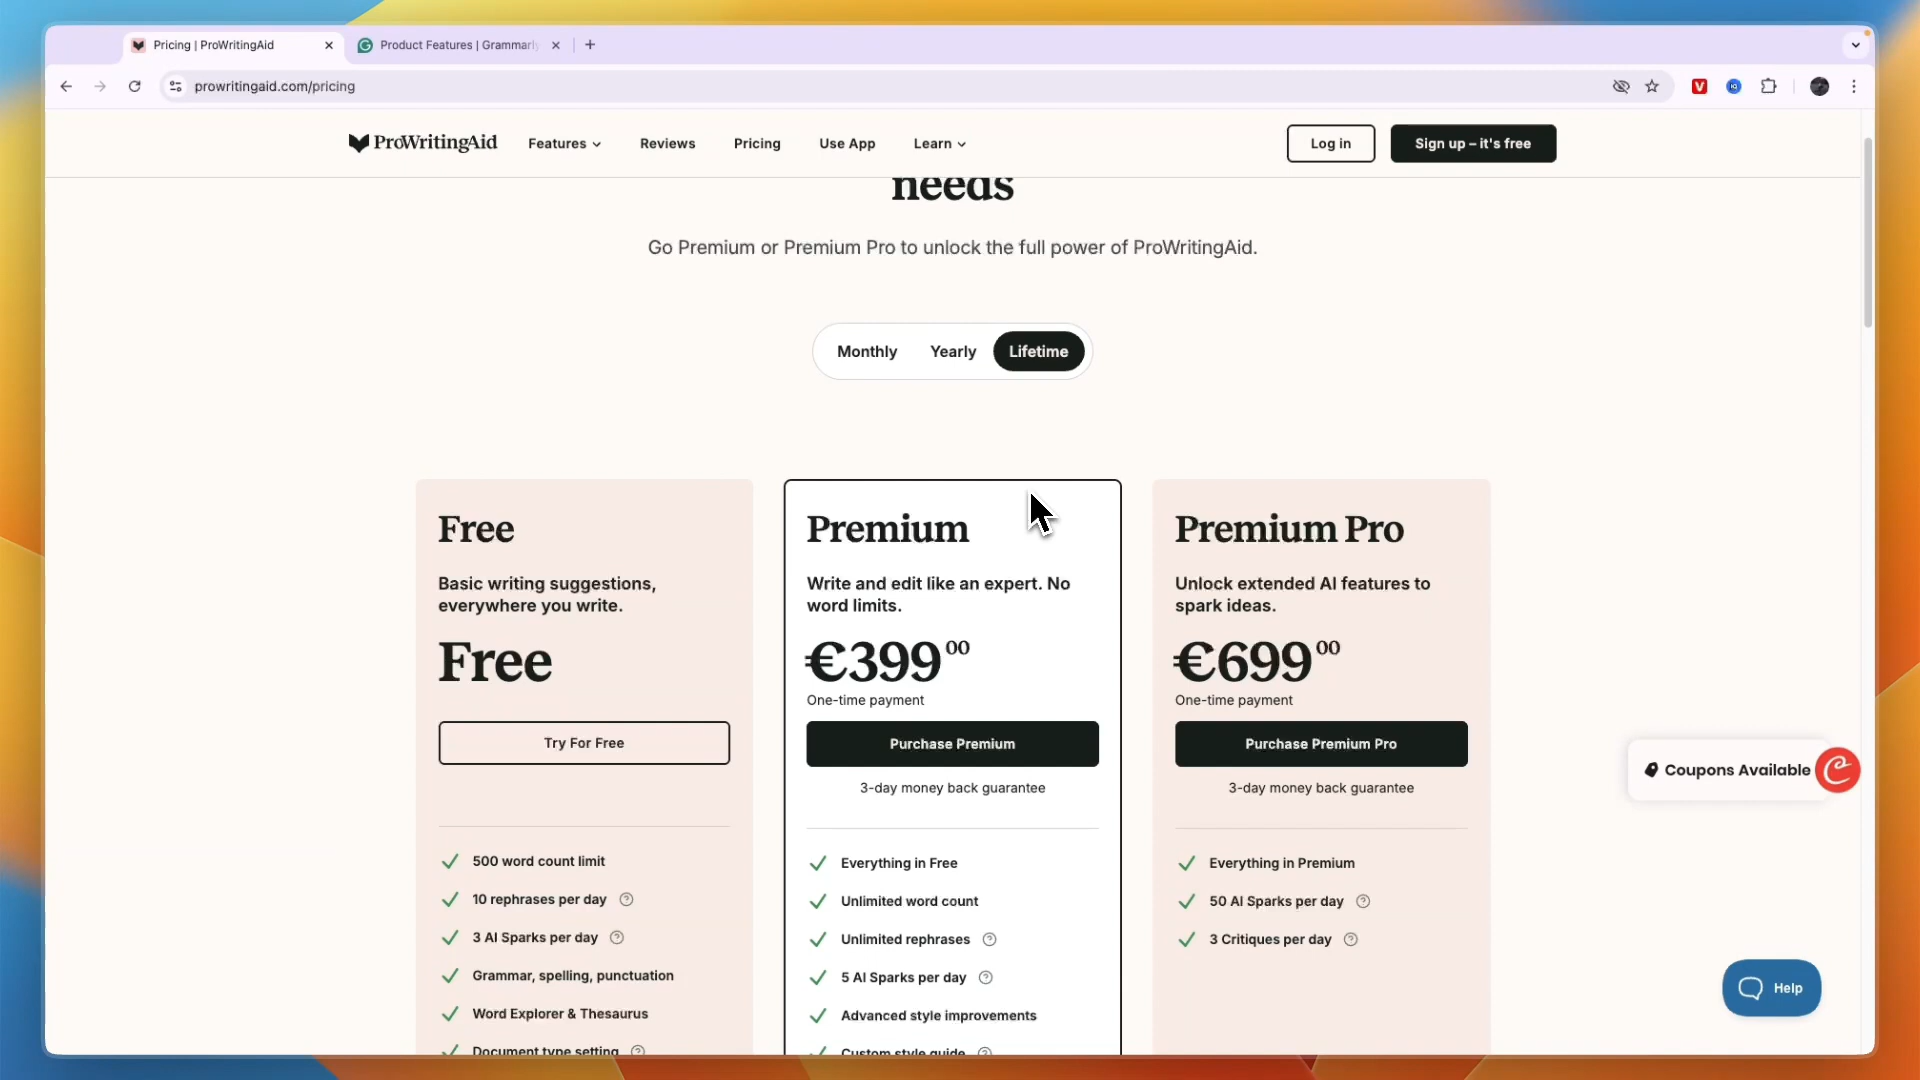 Pricing | ProWritingAid
Product Features | Grammarly
prowritingaid.com/pricing
ProWritingAid
Features
Reviews
Pricing
Use App
Learn
Log in
Sign up – it's free
needs
Go Premium or Premium Pro to unlock the full power of ProWritingAid.
Monthly
Yearly
Lifetime
Free
Basic writing suggestions,
everywhere you write.
Free
Try For Free
500 word count limit
10 rephrases per day
3 AI Sparks per day
Grammar, spelling, punctuation
Word Explorer & Thesaurus
Document type setting
Premium
Write and edit like an expert. No
word limits.
€399 00
One-time payment
Purchase Premium
3-day money back guarantee
Everything in Free
Unlimited word count
Unlimited rephrases
5 AI Sparks per day
Advanced style improvements
Custom style guide
Premium Pro
Unlock extended AI features to
spark ideas.
€699 00
One-time payment
Purchase Premium Pro
3-day money back guarantee
Everything in Premium
50 AI Sparks per day
3 Critiques per day
Coupons Available
Help